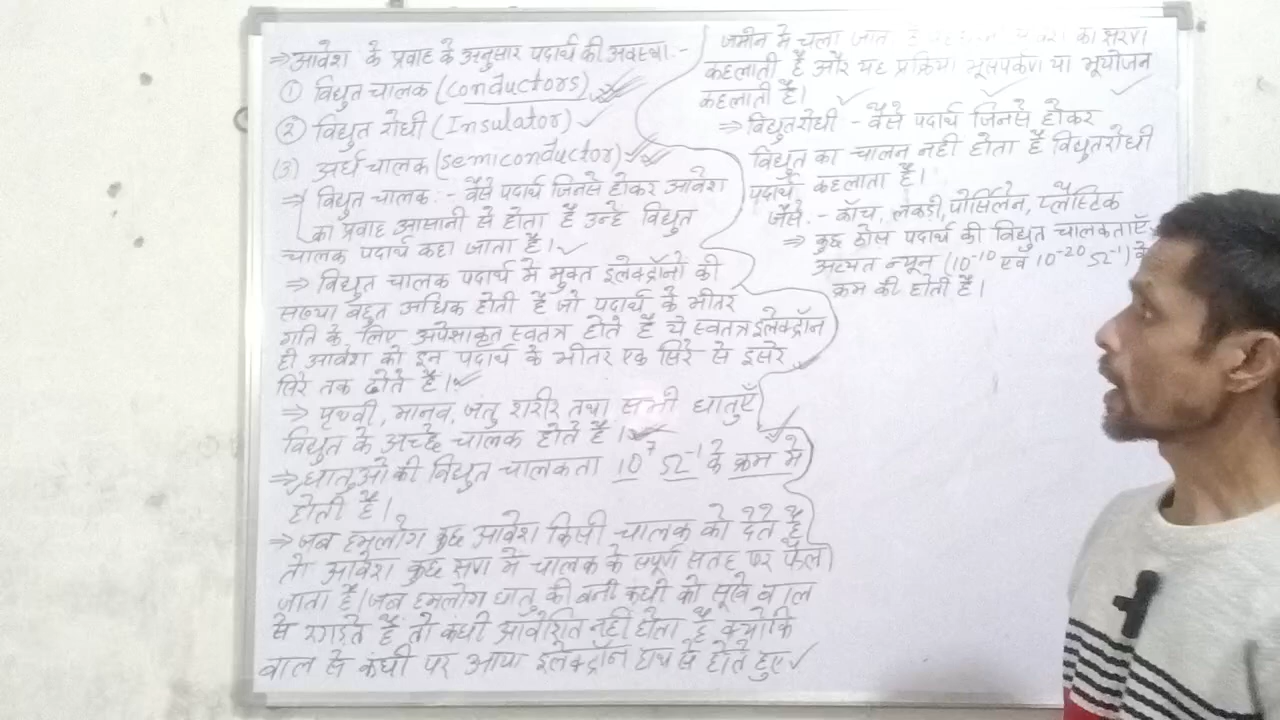 ⇒ आवेश के प्रवाह के अनुसार पदार्थ की अवस्था :-
① विद्युत चालक (conductors)
② विद्युत रोधी (Insulator)
(3) अर्ध चालक (semiconductor)
⇒ विद्युत चालक :- वैसे पदार्थ जिनसे होकर आवेश
का प्रवाह आसानी से होता है उन्हे विद्युत
चालक पदार्थ कहा जाता है।
⇒ विद्युत चालक पदार्थ में मुक्त इलेक्ट्रॉनो की
संख्या बहुत अधिक होती है जो पदार्थ के भीतर
गति के लिए अपेक्षाकृत स्वतंत्र होते है ये स्वतंत्र इलेक्ट्रॉन
ही आवेश को इन पदार्थ के भीतर एक सिरे से दूसरे
सिरे तक ढोते है।
⇒ पृथ्वी, मानव, जंतु शरीर तथा सभी धातुएँ
विद्युत के अच्छे चालक होते है।
⇒ धातुओ की विद्युत चालकता 10⁷ Ω⁻¹ के क्रम मे
होती है।
⇒ जब हमलोग कुछ आवेश किसी चालक को देते है
तो आवेश कुछ क्षण में चालक के संपूर्ण सतह पर फैल
जाता है। जब हमलोग धातु की बनी कंघी को सूखे बाल
से रगड़ते है तो कंघी आवेशित नही होता है क्योकि
बाल से कंघी पर आया इलेक्ट्रॉन हाथ से होते हुए
जमीन में चला जाता है का क्षरण
कहलाती है और यह प्रक्रिया भूसंपर्कण या भूयोजन
कहलाती है।
⇒ विद्युतरोधी - वैसे पदार्थ जिनसे होकर
विद्युत का चालन नही होता है विद्युतरोधी
पदार्थ कहलाता है।
जैसे - काँच, लकडी, पोर्सिलेन, प्लैस्टिक
⇒ कुछ ठोस पदार्थ की विद्युत चालकताएँ
अत्यंत न्यून (10⁻¹⁰ एवं 10⁻²⁰ Ω⁻¹) के
क्रम की होती है।